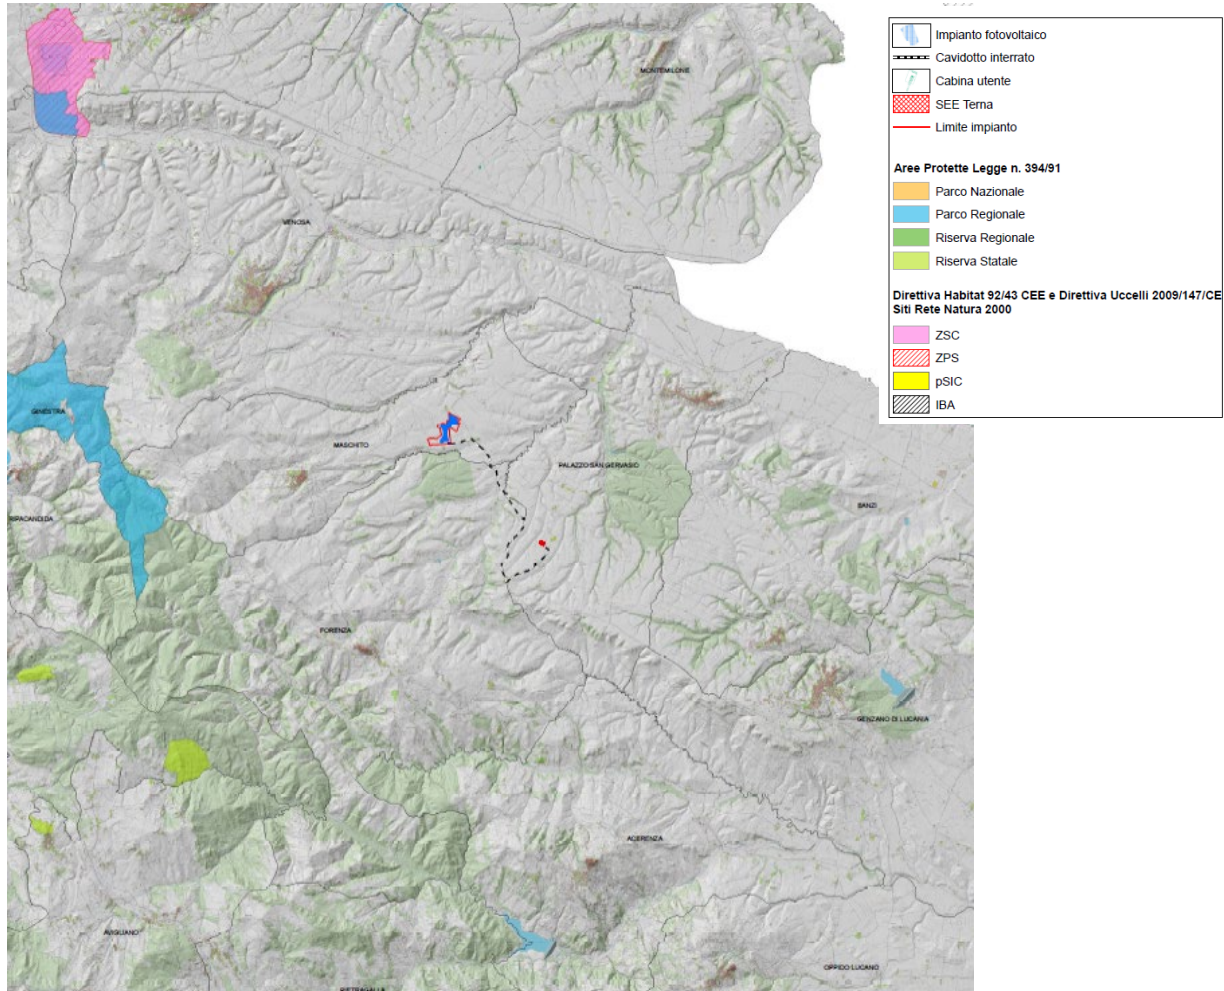 MONTEMILONE
VENOSA
GINESTRA
MASCHITO
PALAZZO SAN GERVASIO
BANZI
RIPACANDIDA
FORENZA
GENZANO DI LUCANIA
ACERENZA
AVIGLIANO
OPPIDO LUCANO
PIETRAGALLA
Impianto fotovoltaico
Cavidotto interrato
Cabina utente
SEE Terna
Limite impianto
Aree Protette Legge n. 394/91
Parco Nazionale
Parco Regionale
Riserva Regionale
Riserva Statale
Direttiva Habitat 92/43 CEE e Direttiva Uccelli 2009/147/CE
Siti Rete Natura 2000
ZSC
ZPS
pSIC
IBA